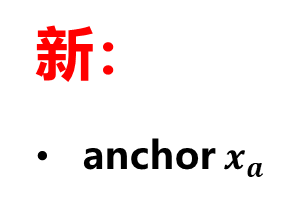 新：
• anchor xₐ